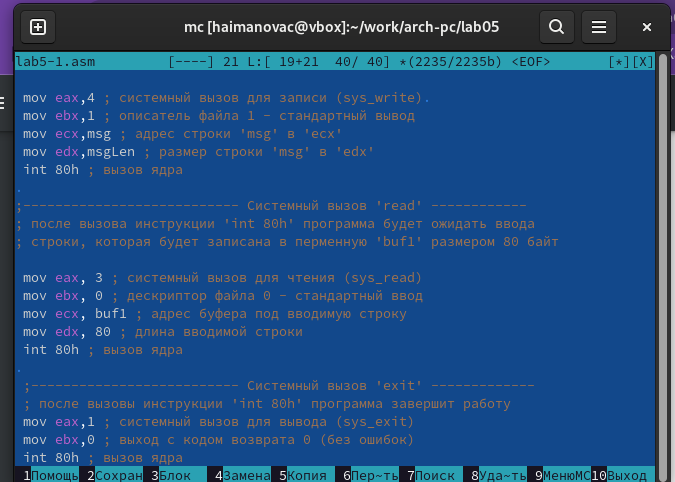 mc [haimanovac@vbox]:~/work/arch-pc/lab05
lab5-1.asm [----] 21 L:[ 19+21 40/ 40] *(2235/2235b) <EOF> [*][X]
mov eax,4 ; системный вызов для записи (sys_write).
mov ebx,1 ; описатель файла 1 - стандартный вывод
mov ecx,msg ; адрес строки 'msg' в 'ecx'
mov edx,msgLen ; размер строки 'msg' в 'edx'
int 80h ; вызов ядра
.
;-------------------------- Системный вызов 'read' ------------
; после вызова инструкции 'int 80h' программа будет ожидать ввода
; строки, которая будет записана в перменную 'buf1' размером 80 байт
mov eax, 3 ; системный вызов для чтения (sys_read)
mov ebx, 0 ; дескриптор файла 0 - стандартный ввод
mov ecx, buf1 ; адрес буфера под вводимую строку
mov edx, 80 ; длина вводимой строки
int 80h ; вызов ядра
.
;-------------------------- Системный вызов 'exit' -------------
; после вызовы инструкции 'int 80h' программа завершит работу
mov eax,1 ; системный вызов для вывода (sys_exit)
mov ebx,0 ; выход с кодом возврата 0 (без ошибок)
int 80h ; вызов ядра
1Помощь 2Сохран 3Блок 4Замена 5Копия 6Пер~ть 7Поиск 8Уда~ть 9МенюМС 10Выход